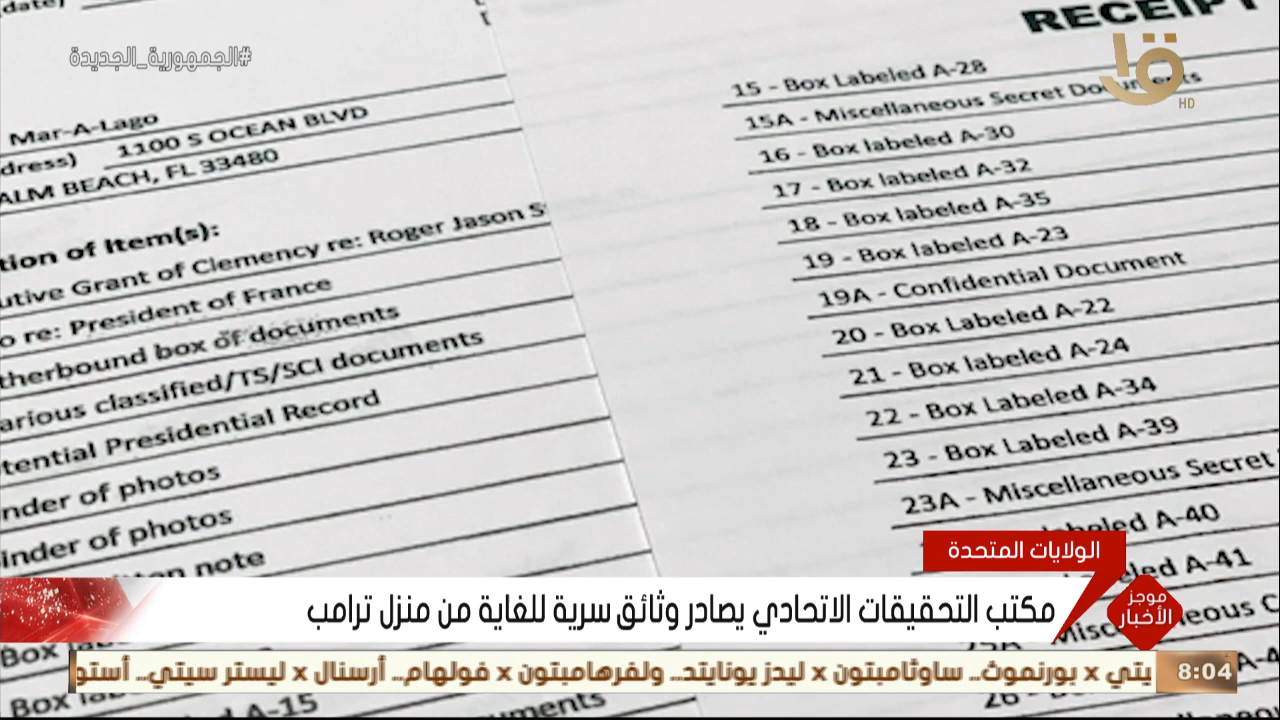 date)
RECEIPT
#الجمهورية_الجديدة
HD
Mar-A-Lago
dress) 1100 S OCEAN BLVD
ALM BEACH, FL 33480
tion of Item(s):
utive Grant of Clemency re: Roger Jason S
o re: President of France
therbound box of documents
arious classified/TS/SCI documents
tential Presidential Record
nder of photos
inder of photos
note
15 - Box Labeled A-28
15A - Miscellaneous Secret Documents
16 - Box labeled A-30
17 - Box labeled A-32
18 - Box labeled A-35
19 - Box labeled A-23
19A - Confidential Document
20 - Box Labeled A-22
21 - Box labeled A-24
22 - Box Labeled A-34
23 - Box Labeled A-39
23A - Miscellaneous Secret
labeled A-40
eled A-41
الولايات المتحدة
موجز
الأخبار
مكتب التحقيقات الاتحادي يصادر وثائق سرية للغاية من منزل ترامب
يتي x بورنموث.. ساوثامبتون x ليدز يونايتد.. ولفرهامبتون x فولهام.. أرسنال x ليستر سيتي.. أستو
8:04
A-15